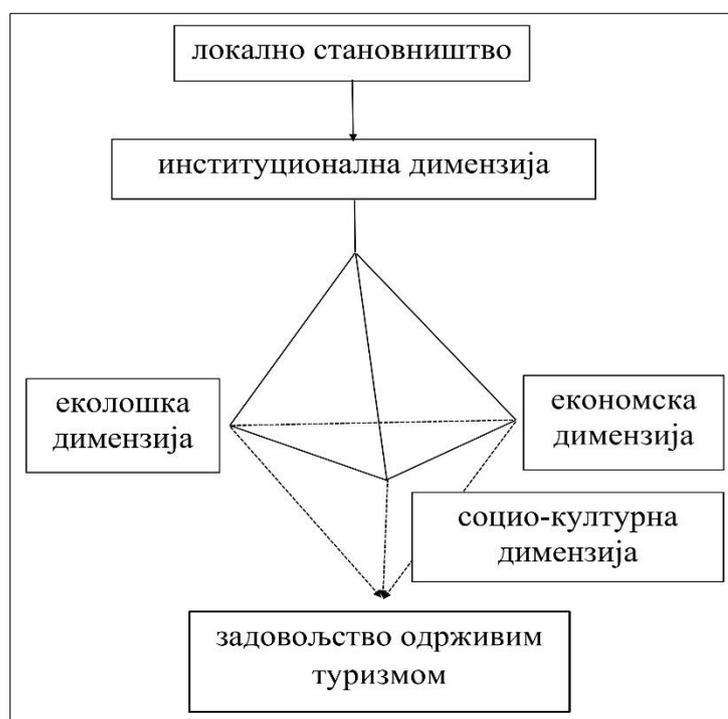 локално становништво
институционална димензија
еколошка
димензија
економска
димензија
социо-културна
димензија
задовољство одрживим
туризмом